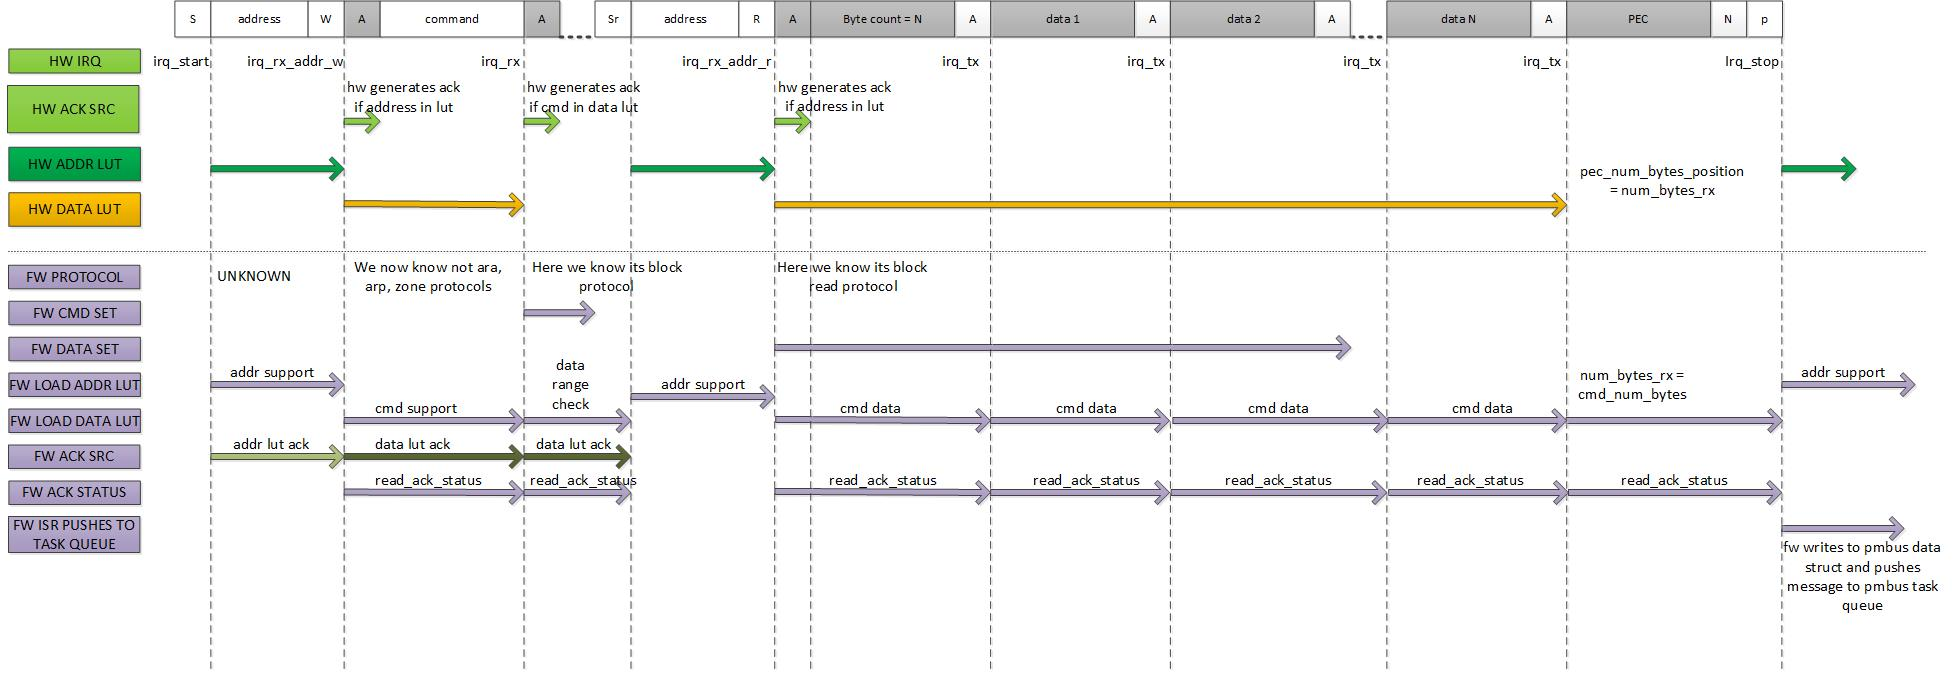 S address W A command A Sr address R A Byte count = N A data 1 A data 2 A data N A PEC N p
HW IRQ irq_start irq_rx_addr_w irq_rx irq_rx_addr_r irq_tx irq_tx irq_tx irq_tx Irq_stop
hw generates ack hw generates ack hw generates ack
if address in lut if cmd in data lut if address in lut
HW ACK SRC
HW ADDR LUT
pec_num_bytes_position
= num_bytes_rx
HW DATA LUT
FW PROTOCOL UNKNOWN
We now know not ara,
arp, zone protocols
Here we know its block
protocol
Here we know its block
read protocol
FW CMD SET
FW DATA SET
data
range
check
FW LOAD ADDR LUT addr support addr support addr support
num_bytes_rx =
cmd_num_bytes
FW LOAD DATA LUT cmd support cmd data cmd data cmd data cmd data
FW ACK SRC addr lut ack data lut ack data lut ack
FW ACK STATUS read_ack_status read_ack_status read_ack_status read_ack_status read_ack_status read_ack_status read_ack_status
FW ISR PUSHES TO
TASK QUEUE
fw writes to pmbus data
struct and pushes
message to pmbus task
queue